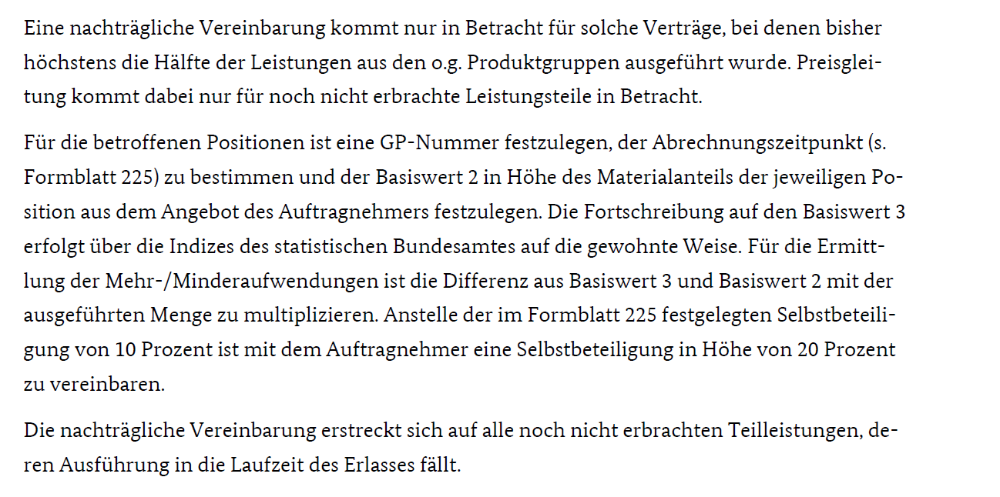 Eine nachträgliche Vereinbarung kommt nur in Betracht für solche Verträge, bei denen bisher
höchstens die Hälfte der Leistungen aus den o.g. Produktgruppen ausgeführt wurde. Preisglei-
tung kommt dabei nur für noch nicht erbrachte Leistungsteile in Betracht.
Für die betroffenen Positionen ist eine GP-Nummer festzulegen, der Abrechnungszeitpunkt (s.
Formblatt 225) zu bestimmen und der Basiswert 2 in Höhe des Materialanteils der jeweiligen Po-
sition aus dem Angebot des Auftragnehmers festzulegen. Die Fortschreibung auf den Basiswert 3
erfolgt über die Indizes des statistischen Bundesamtes auf die gewohnte Weise. Für die Ermitt-
lung der Mehr-/Minderaufwendungen ist die Differenz aus Basiswert 3 und Basiswert 2 mit der
ausgeführten Menge zu multiplizieren. Anstelle der im Formblatt 225 festgelegten Selbstbeteili-
gung von 10 Prozent ist mit dem Auftragnehmer eine Selbstbeteiligung in Höhe von 20 Prozent
zu vereinbaren.
Die nachträgliche Vereinbarung erstreckt sich auf alle noch nicht erbrachten Teilleistungen, de-
ren Ausführung in die Laufzeit des Erlasses fällt.